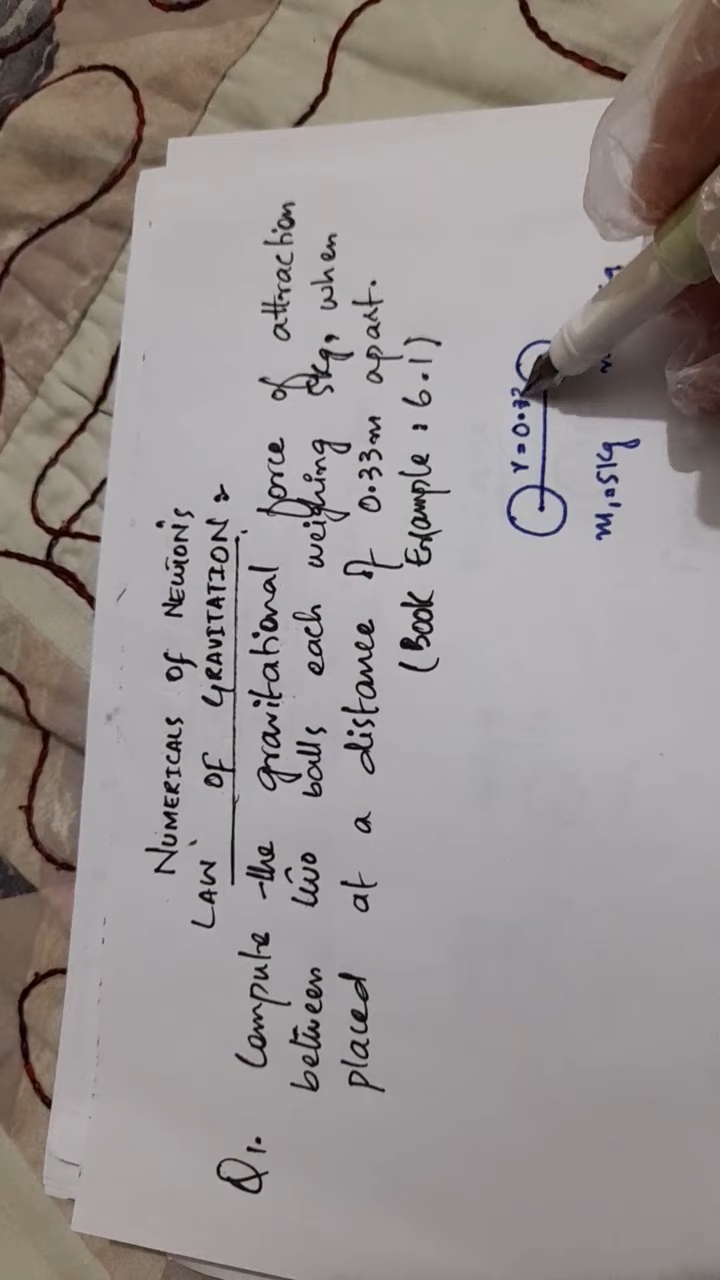 NUMERICALS OF NEWTON'S
LAW OF GRAVITATION:
Q1. Compute the gravitational force of attraction
between two balls each weighing 5kg, when
placed at a distance of 0.33m apart.
(Book Example: 6.1)
r=0.33
m₁=5kg